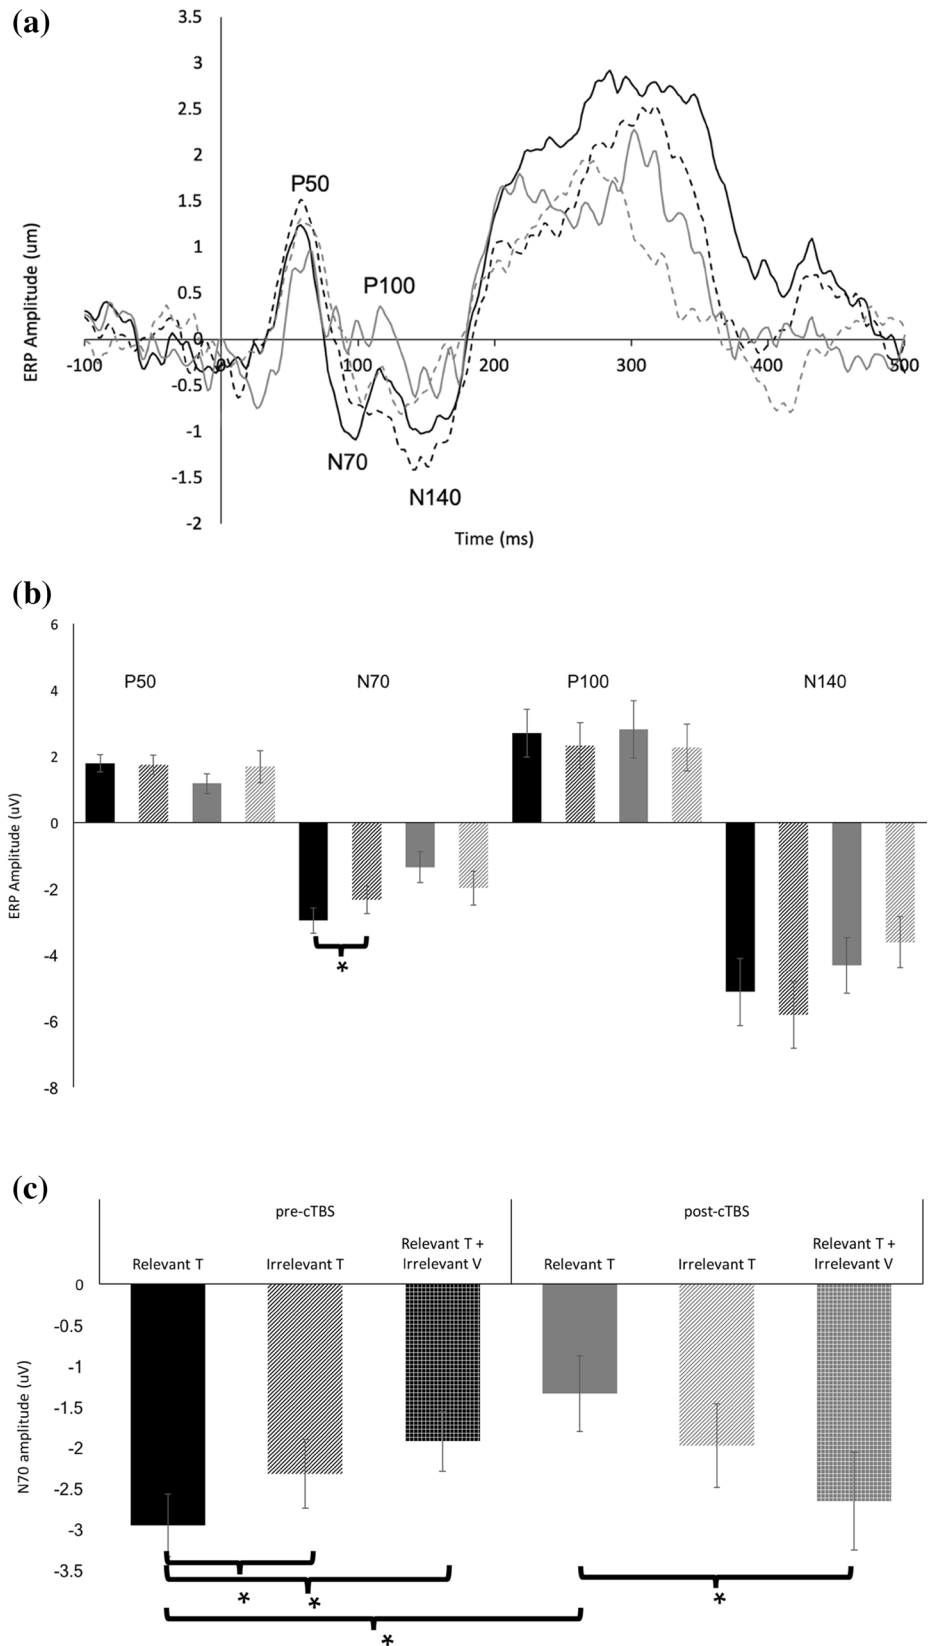 (a)
3.5
3
2.5
2
1.5
1
0.5
0
-0.5
-1
-1.5
-2
ERP Amplitude (um)
P50
P100
N70
N140
-100 0 100 200 300 400 500
Time (ms)
(b)
6
4
2
0
-2
-4
-6
-8
ERP Amplitude (uV)
P50 N70 P100 N140
*
(c)
pre-cTBS post-cTBS
Relevant T Irrelevant T Relevant T + Irrelevant V Relevant T Irrelevant T Relevant T + Irrelevant V
0
-0.5
-1
-1.5
-2
-2.5
-3
-3.5
N70 amplitude (uV)
* * *
*